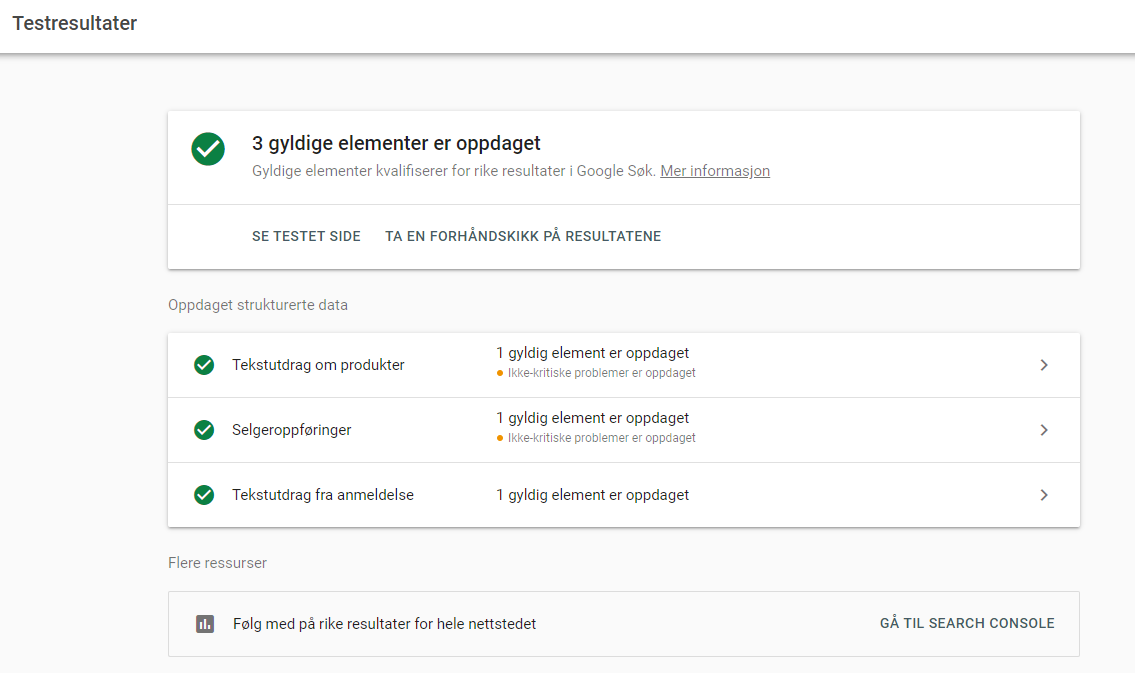 Testresultater
3 gyldige elementer er oppdaget
Gyldige elementer kvalifiserer for rike resultater i Google Søk. Mer informasjon
SE TESTET SIDE TA EN FORHÅNDSKIKK PÅ RESULTATENE
Oppdaget strukturerte data
Tekstutdrag om produkter
1 gyldig element er oppdaget
Ikke-kritiske problemer er oppdaget
Selgeroppføringer
1 gyldig element er oppdaget
Ikke-kritiske problemer er oppdaget
Tekstutdrag fra anmeldelse
1 gyldig element er oppdaget
Flere ressurser
Følg med på rike resultater for hele nettstedet
GÅ TIL SEARCH CONSOLE